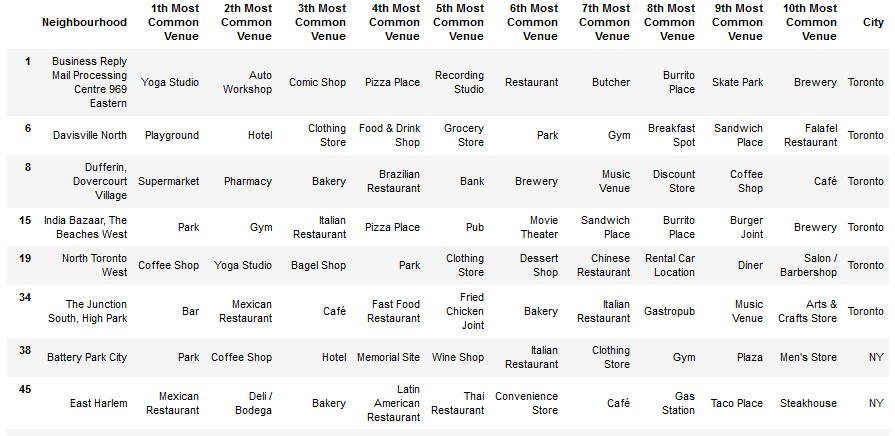 Neighbourhood 1th Most Common Venue 2th Most Common Venue 3th Most Common Venue 4th Most Common Venue 5th Most Common Venue 6th Most Common Venue 7th Most Common Venue 8th Most Common Venue 9th Most Common Venue 10th Most Common Venue City
1 Business Reply Mail Processing Centre 969 Eastern Yoga Studio Auto Workshop Comic Shop Pizza Place Recording Studio Restaurant Butcher Burrito Place Skate Park Brewery Toronto
6 Davisville North Playground Hotel Clothing Store Food & Drink Shop Grocery Store Park Gym Breakfast Spot Sandwich Place Falafel Restaurant Toronto
8 Dufferin, Dovercourt Village Supermarket Pharmacy Bakery Brazilian Restaurant Bank Brewery Music Venue Discount Store Coffee Shop Café Toronto
15 India Bazaar, The Beaches West Park Gym Italian Restaurant Pizza Place Pub Movie Theater Sandwich Place Burrito Place Burger Joint Brewery Toronto
19 North Toronto West Coffee Shop Yoga Studio Bagel Shop Park Clothing Store Dessert Shop Chinese Restaurant Rental Car Location Diner Salon / Barbershop Toronto
34 The Junction South, High Park Bar Mexican Restaurant Café Fast Food Restaurant Fried Chicken Joint Bakery Italian Restaurant Gastropub Music Venue Arts & Crafts Store Toronto
38 Battery Park City Park Coffee Shop Hotel Memorial Site Wine Shop Italian Restaurant Clothing Store Gym Plaza Men's Store NY
45 East Harlem Mexican Restaurant Deli / Bodega Bakery Latin American Restaurant Thai Restaurant Convenience Store Café Gas Station Taco Place Steakhouse NY